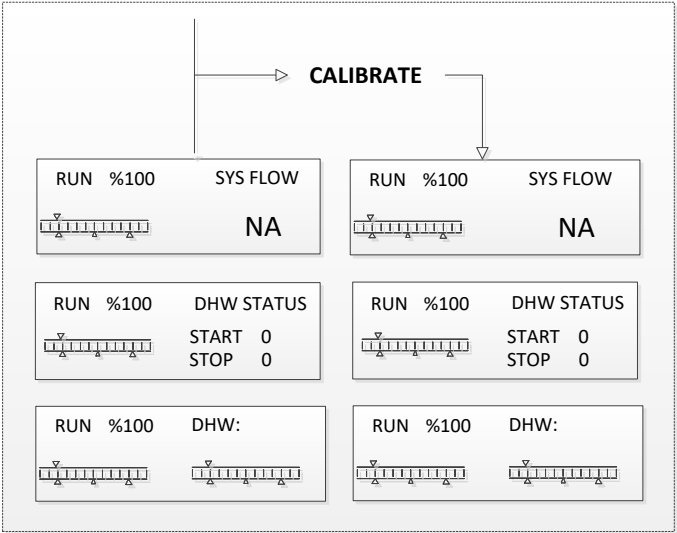 CALIBRATE
RUN %100 SYS FLOW
NA
RUN %100 SYS FLOW
NA
RUN %100 DHW STATUS
START 0
STOP 0
RUN %100 DHW STATUS
START 0
STOP 0
RUN %100 DHW:
RUN %100 DHW: